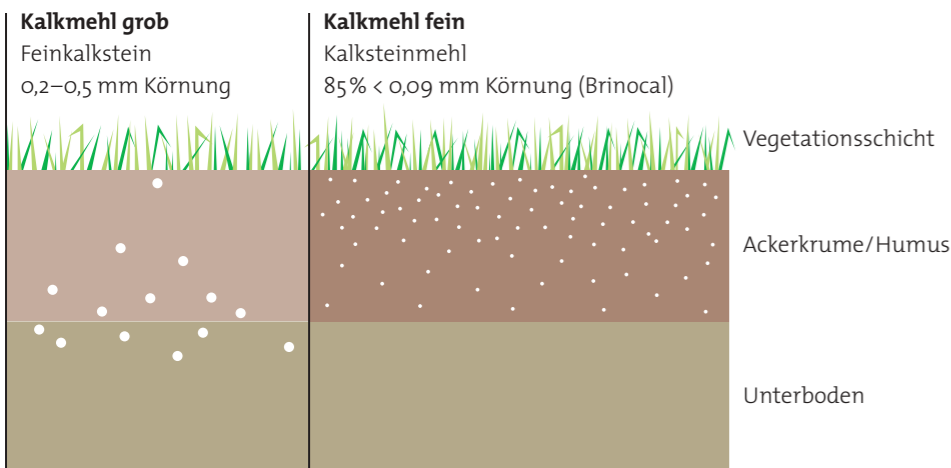 Kalkmehl grob
Feinkalkstein
0,2–0,5 mm Körnung
Kalkmehl fein
Kalksteinmehl
85% < 0,09 mm Körnung (Brinocal)
Vegetationsschicht
Ackerkrume/Humus
Unterboden